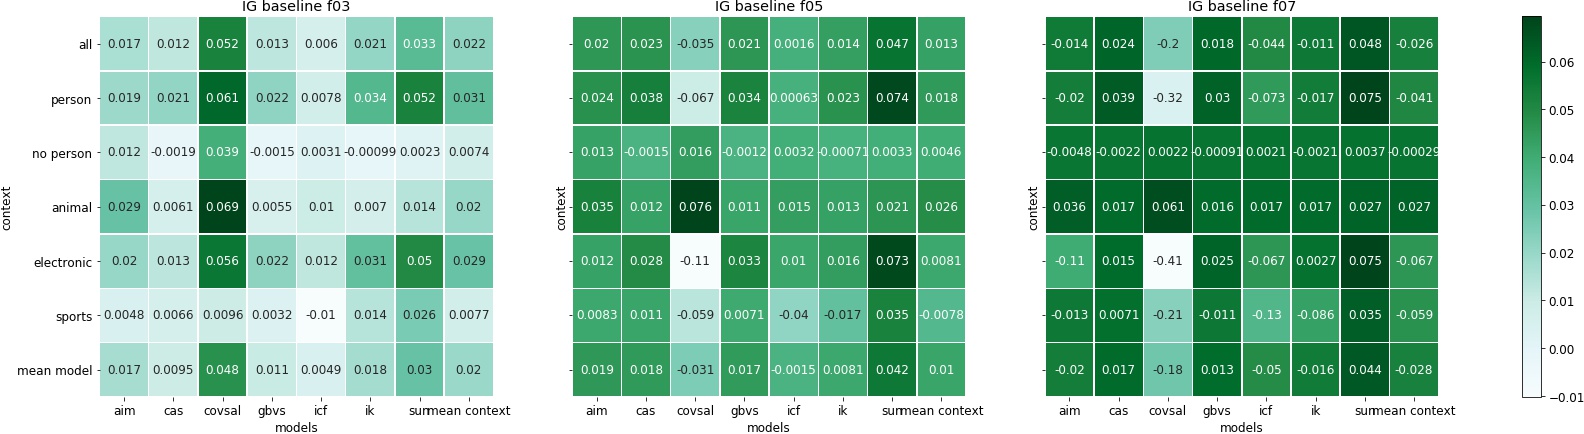 IG baseline f03 IG baseline f05 IG baseline f07
all 0.017 0.012 0.052 0.013 0.006 0.021 0.033 0.022 0.02 0.023 -0.035 0.021 0.0016 0.014 0.047 0.013 -0.014 0.024 -0.2 0.018 -0.044 -0.011 0.048 -0.026
0.06
person 0.019 0.021 0.061 0.022 0.0078 0.034 0.052 0.031 0.024 0.038 -0.067 0.034 0.00063 0.023 0.074 0.018 -0.02 0.039 -0.32 0.03 -0.073 -0.017 0.075 -0.041
0.05
no person 0.012 -0.0019 0.039 -0.0015 0.0031 -0.00099 0.0023 0.0074 0.013 -0.0015 0.016 -0.0012 0.0032 -0.00071 0.0033 0.0046 -0.0048 -0.0022 0.0022 -0.00091 0.0021 -0.0021 0.0037 -0.00029
0.04
context context context
animal 0.029 0.0061 0.069 0.0055 0.01 0.007 0.014 0.02 0.035 0.012 0.076 0.011 0.015 0.013 0.021 0.026 0.036 0.017 0.061 0.016 0.017 0.017 0.027 0.027
0.03
electronic 0.02 0.013 0.056 0.022 0.012 0.031 0.05 0.029 0.012 0.028 -0.11 0.033 0.01 0.016 0.073 0.0081 -0.11 0.015 -0.41 0.025 -0.067 0.0027 0.075 -0.067
0.02
0.01
sports 0.0048 0.0066 0.0096 0.0032 -0.01 0.014 0.026 0.0077 0.0083 0.011 -0.059 0.0071 -0.04 -0.017 0.035 -0.0078 -0.013 0.0071 -0.21 -0.011 -0.13 -0.086 0.035 -0.059
0.00
mean model 0.017 0.0095 0.048 0.011 0.0049 0.018 0.03 0.02 0.019 0.018 -0.031 0.017 -0.0015 0.0081 0.042 0.01 -0.02 0.017 -0.18 0.013 -0.05 -0.016 0.044 -0.028
−0.01
aim cas covsal gbvs icf ik sun mean context aim cas covsal gbvs icf ik sun mean context aim cas covsal gbvs icf ik sun mean context
models models models